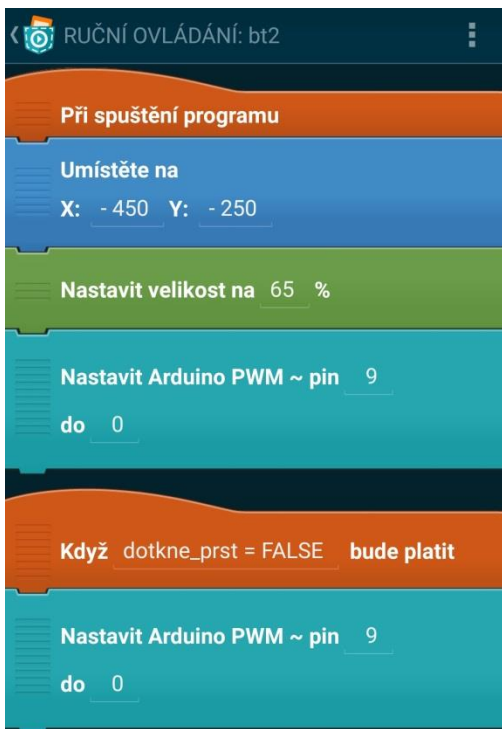 RUČNÍ OVLÁDÁNÍ: bt2
Při spuštění programu
Umístěte na
X: - 450 Y: - 250
Nastavit velikost na 65 %
Nastavit Arduino PWM ~ pin 9
do 0
Když dotkne_prst = FALSE bude platit
Nastavit Arduino PWM ~ pin 9
do 0